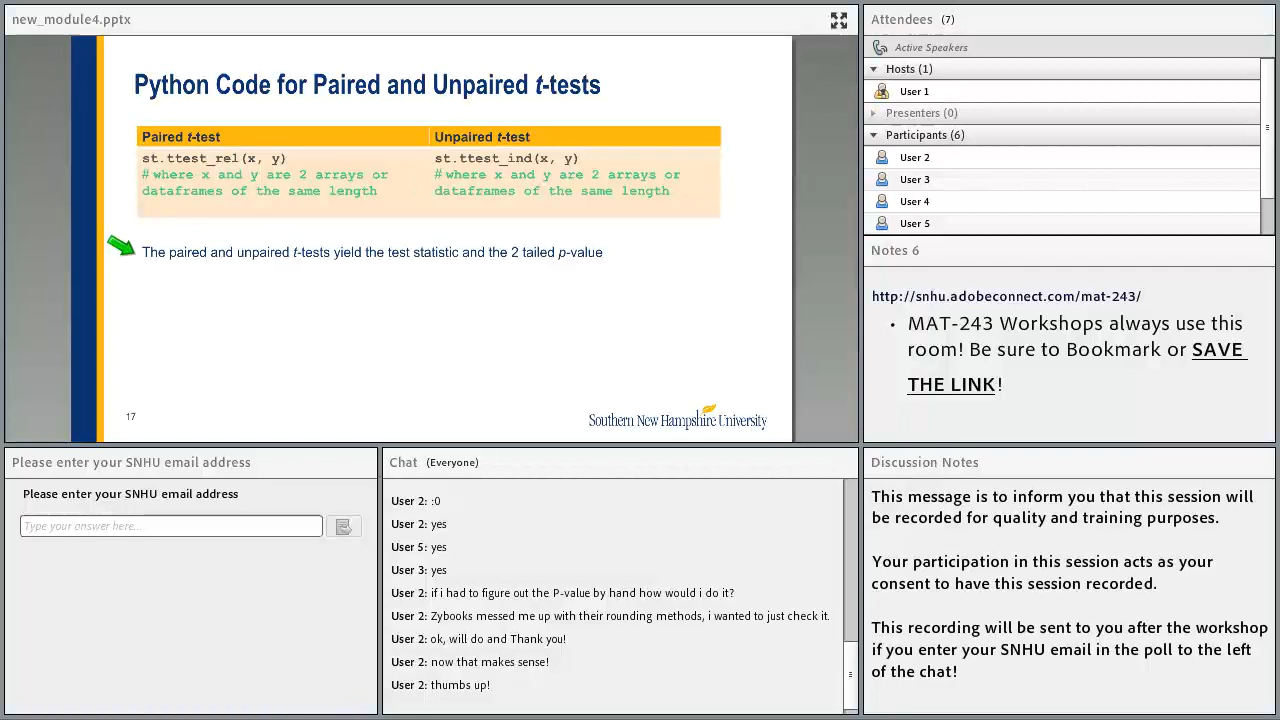 new_module4.pptx
Python Code for Paired and Unpaired t-tests
Paired t-test
Unpaired t-test
st.ttest_rel(x, y)
# where x and y are 2 arrays or
dataframes of the same length
st.ttest_ind(x, y)
# where x and y are 2 arrays or
dataframes of the same length
The paired and unpaired t-tests yield the test statistic and the 2 tailed p-value
17
Southern New Hampshire University
Attendees (7)
Active Speakers
Hosts (1)
User 1
Presenters (0)
Participants (6)
User 2
User 3
User 4
User 5
Notes 6
http://snhu.adobeconnect.com/mat-243/
• MAT-243 Workshops always use this
room! Be sure to Bookmark or SAVE
THE LINK!
Please enter your SNHU email address
Please enter your SNHU email address
Type your answer here...
Chat (Everyone)
User 2: :0
User 2: yes
User 5: yes
User 3: yes
User 2: if i had to figure out the P-value by hand how would i do it?
User 2: Zybooks messed me up with their rounding methods, i wanted to just check it.
User 2: ok, will do and Thank you!
User 2: now that makes sense!
User 2: thumbs up!
Discussion Notes
This message is to inform you that this session will
be recorded for quality and training purposes.
Your participation in this session acts as your
consent to have this session recorded.
This recording will be sent to you after the workshop
if you enter your SNHU email in the poll to the left
of the chat!